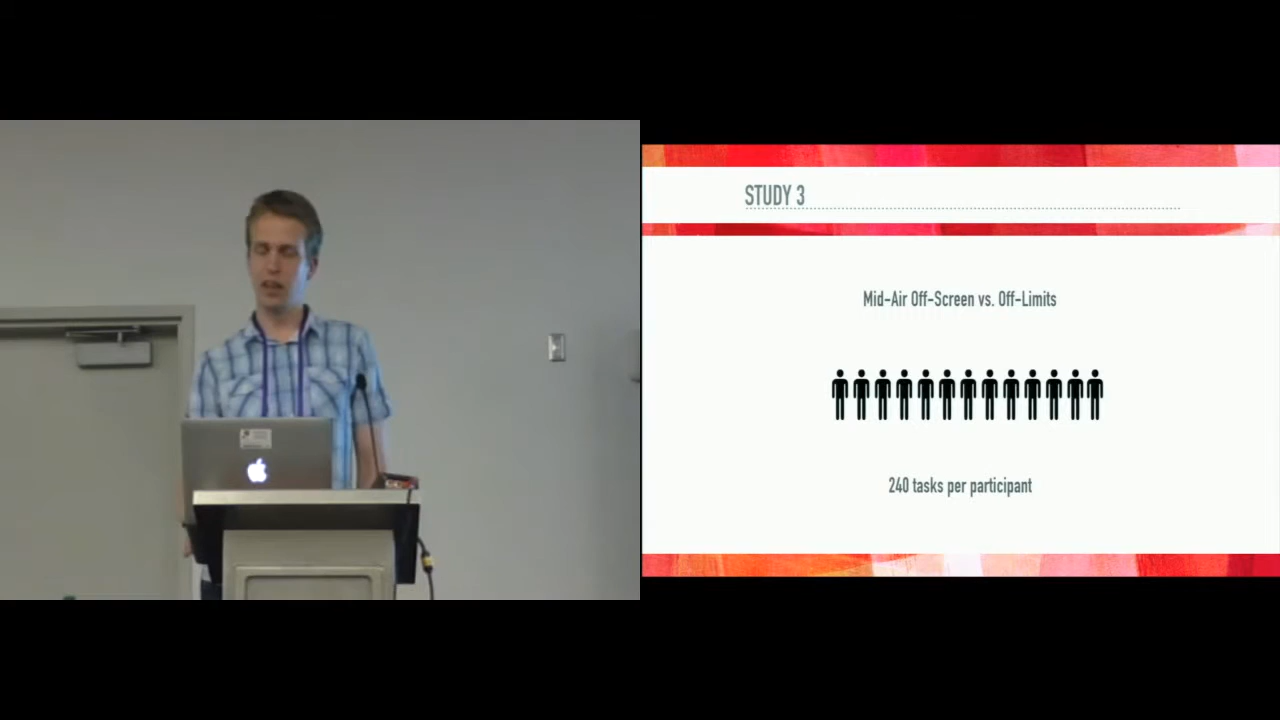 STUDY 3
Mid-Air Off-Screen vs. Off-Limits
240 tasks per participant